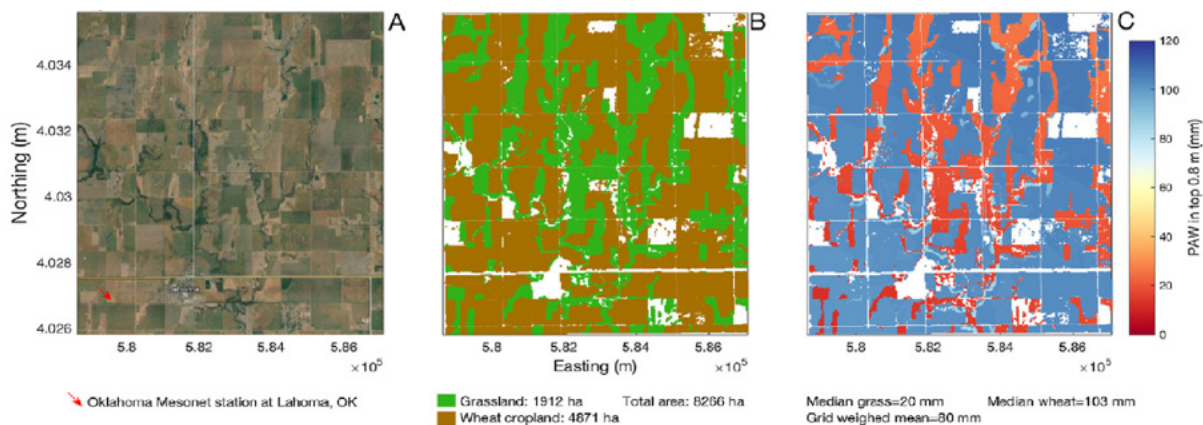 A
B
C
Northing (m)
4.034
4.032
4.03
4.028
4.026
5.8
5.82
5.84
5.86
×10⁵
5.8
5.82
5.84
5.86
×10⁵
Easting (m)
5.8
5.82
5.84
5.86
×10⁵
120
100
80
60
40
20
0
PAW in top 0.8 m (mm)
Oklahoma Mesonet station at Lahoma, OK
Grassland: 1912 ha Total area: 8266 ha
Wheat cropland: 4871 ha
Median grass=20 mm Median wheat=103 mm
Grid weighed mean=80 mm